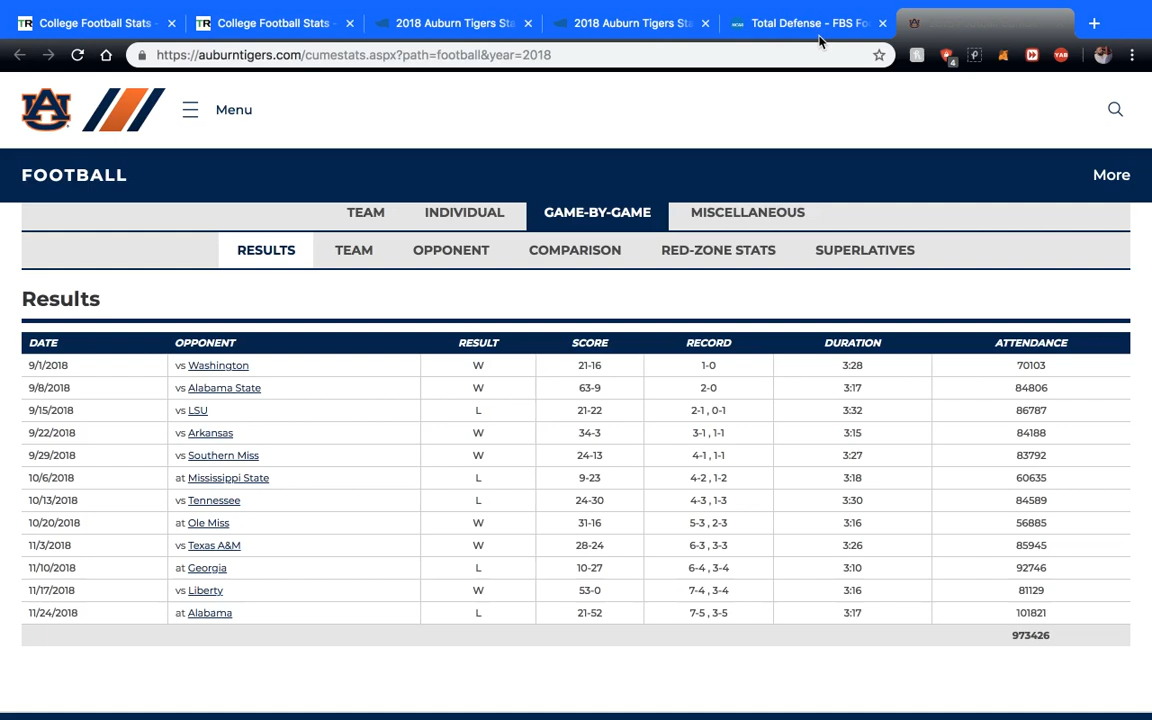 College Football Stats - College Football Stats - 2018 Auburn Tigers Sta 2018 Auburn Tigers Sta Total Defense - FBS Fo
https://auburntigers.com/cumestats.aspx?path=football&year=2018
4
TAB
AU Menu
FOOTBALL More
TEAM INDIVIDUAL GAME-BY-GAME MISCELLANEOUS
RESULTS TEAM OPPONENT COMPARISON RED-ZONE STATS SUPERLATIVES
Results
DATE OPPONENT RESULT SCORE RECORD DURATION ATTENDANCE
9/1/2018 vs Washington W 21-16 1-0 3:28 70103
9/8/2018 vs Alabama State W 63-9 2-0 3:17 84806
9/15/2018 vs LSU L 21-22 2-1 , 0-1 3:32 86787
9/22/2018 vs Arkansas W 34-3 3-1 , 1-1 3:15 84188
9/29/2018 vs Southern Miss W 24-13 4-1 , 1-1 3:27 83792
10/6/2018 at Mississippi State L 9-23 4-2 , 1-2 3:18 60635
10/13/2018 vs Tennessee L 24-30 4-3 , 1-3 3:30 84589
10/20/2018 at Ole Miss W 31-16 5-3 , 2-3 3:16 56885
11/3/2018 vs Texas A&M W 28-24 6-3 , 3-3 3:26 85945
11/10/2018 at Georgia L 10-27 6-4 , 3-4 3:10 92746
11/17/2018 vs Liberty W 53-0 7-4 , 3-4 3:16 81129
11/24/2018 at Alabama L 21-52 7-5 , 3-5 3:17 101821
973426